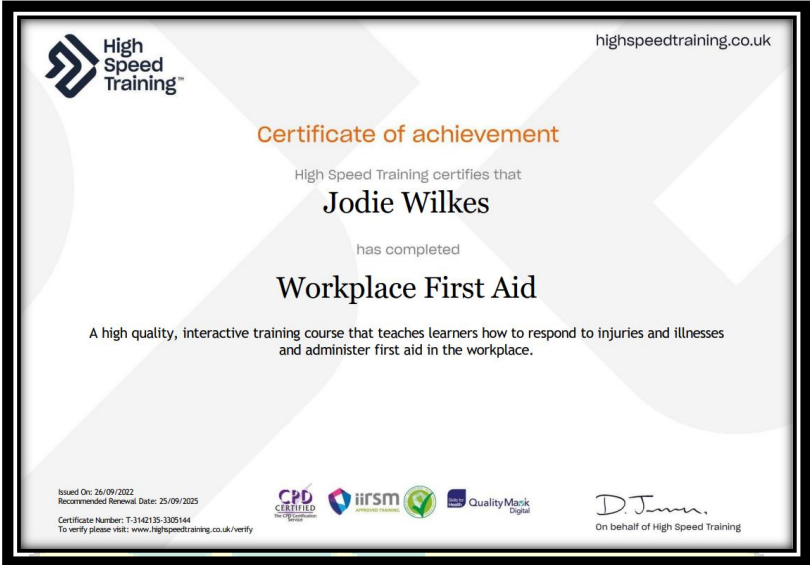 High
Speed
Training™
highspeedtraining.co.uk
Certificate of achievement
High Speed Training certifies that
Jodie Wilkes
has completed
Workplace First Aid
A high quality, interactive training course that teaches learners how to respond to injuries and illnesses
and administer first aid in the workplace.
Issued On: 26/09/2022
Recommended Renewal Date: 25/09/2025
Certificate Number: T-3142135-3305144
To verify please visit: www.highspeedtraining.co.uk/verify
CPD
CERTIFIED
The CPD Certification
Service
iirsm
APPROVED TRAINING
Skills for
Health
Quality Mark
Digital
On behalf of High Speed Training